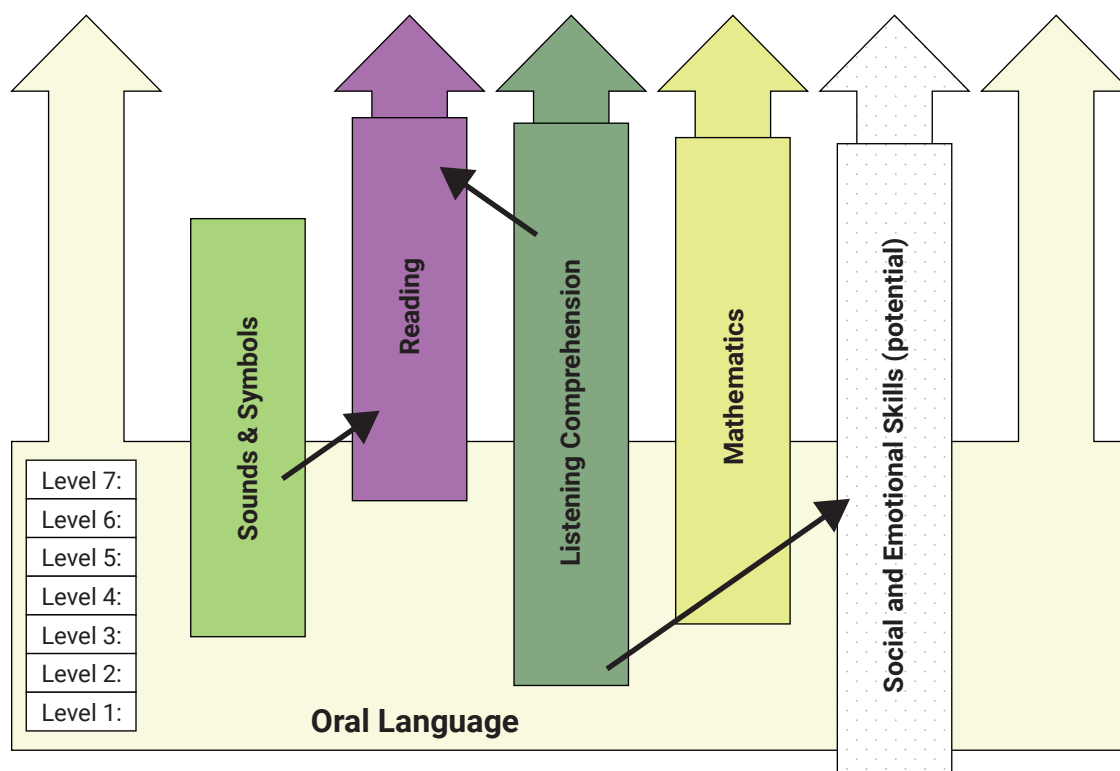 Sounds & Symbols
Reading
Listening Comprehension
Mathematics
Social and Emotional Skills (potential)
Level 7:
Level 6:
Level 5:
Level 4:
Level 3:
Level 2:
Level 1:
Oral Language